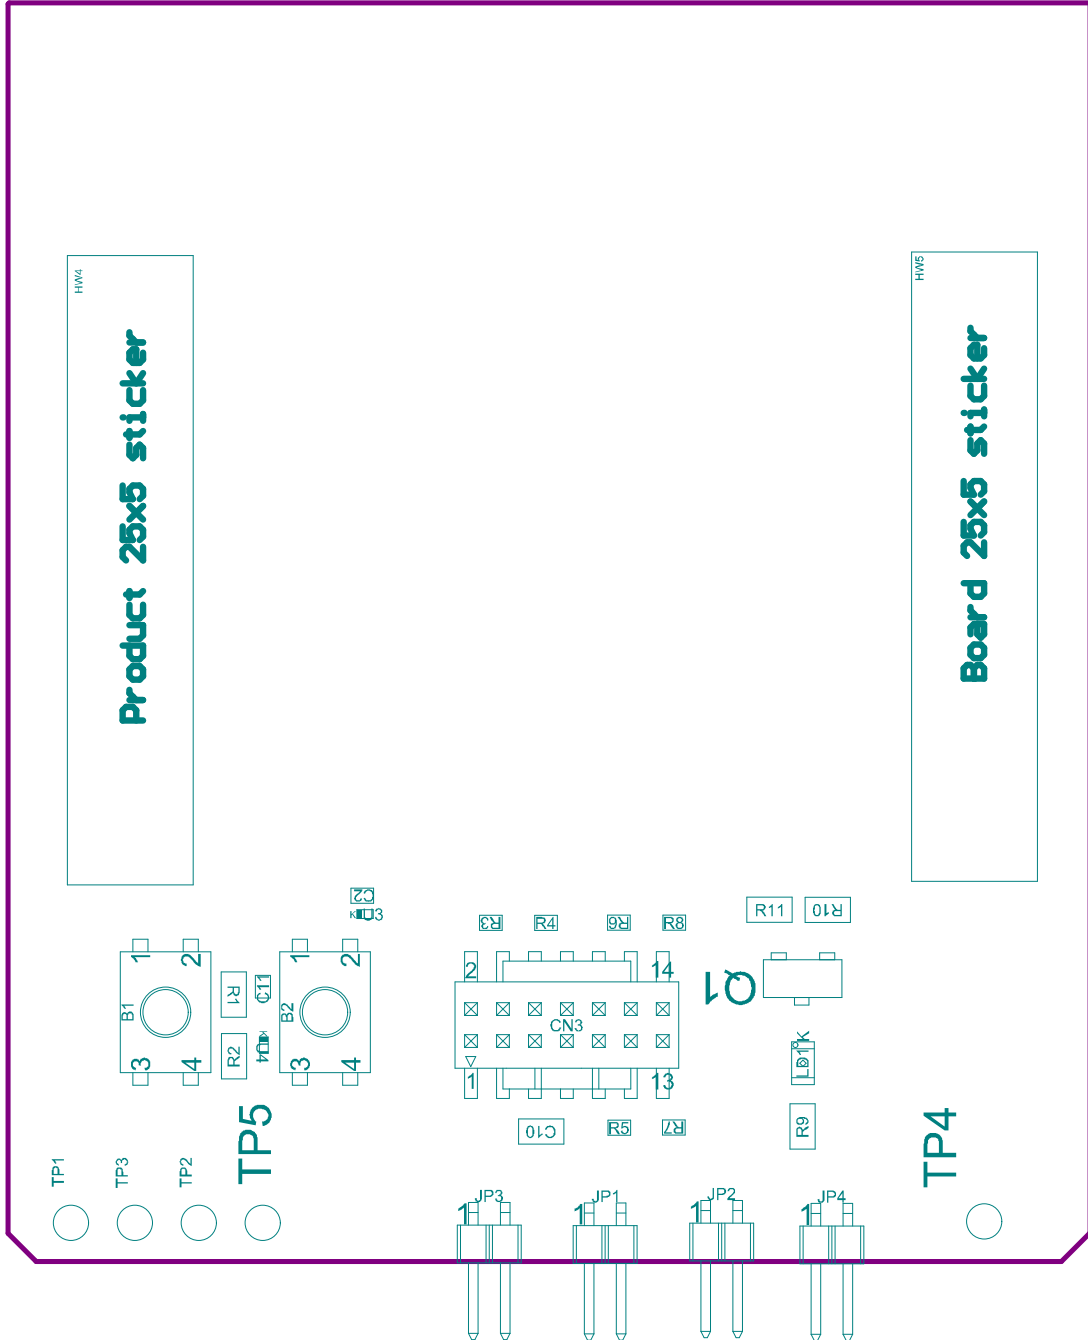 HW4
HW5
Product 25x5 sticker
Board 25x5 sticker
C2
K
R11
R10
R3
R4
R6
R8
1
2
B1
3
4
R1
C11
R2
K
1
2
B2
3
4
2
14
CN3
1
13
Q1
K
LD1
C10
R5
R7
R9
TP1
TP3
TP2
TP5
TP4
JP3
1
JP1
1
JP2
1
JP4
1